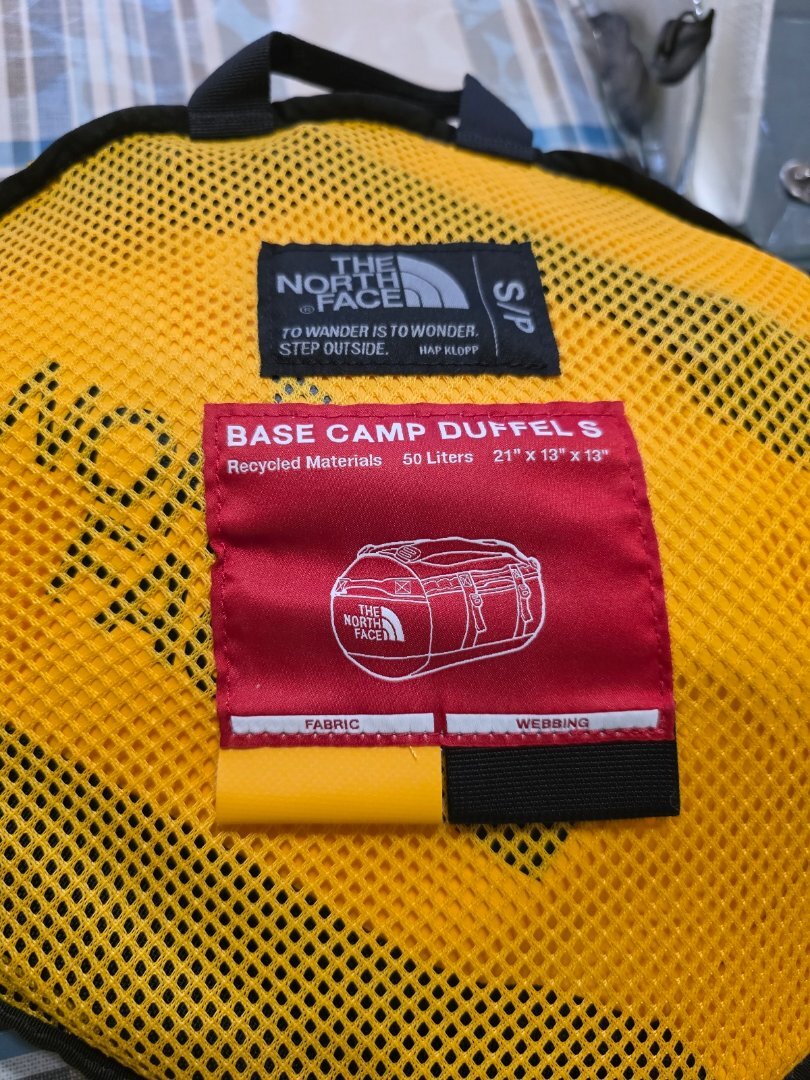 THE
NORTH
FACE
®
S/P
TO WANDER IS TO WONDER.
STEP OUTSIDE.
HAP KLOPP
BASE CAMP DUFFEL S
Recycled Materials 50 Liters 21" x 13" x 13"
THE
NORTH
FACE
FABRIC
WEBBING